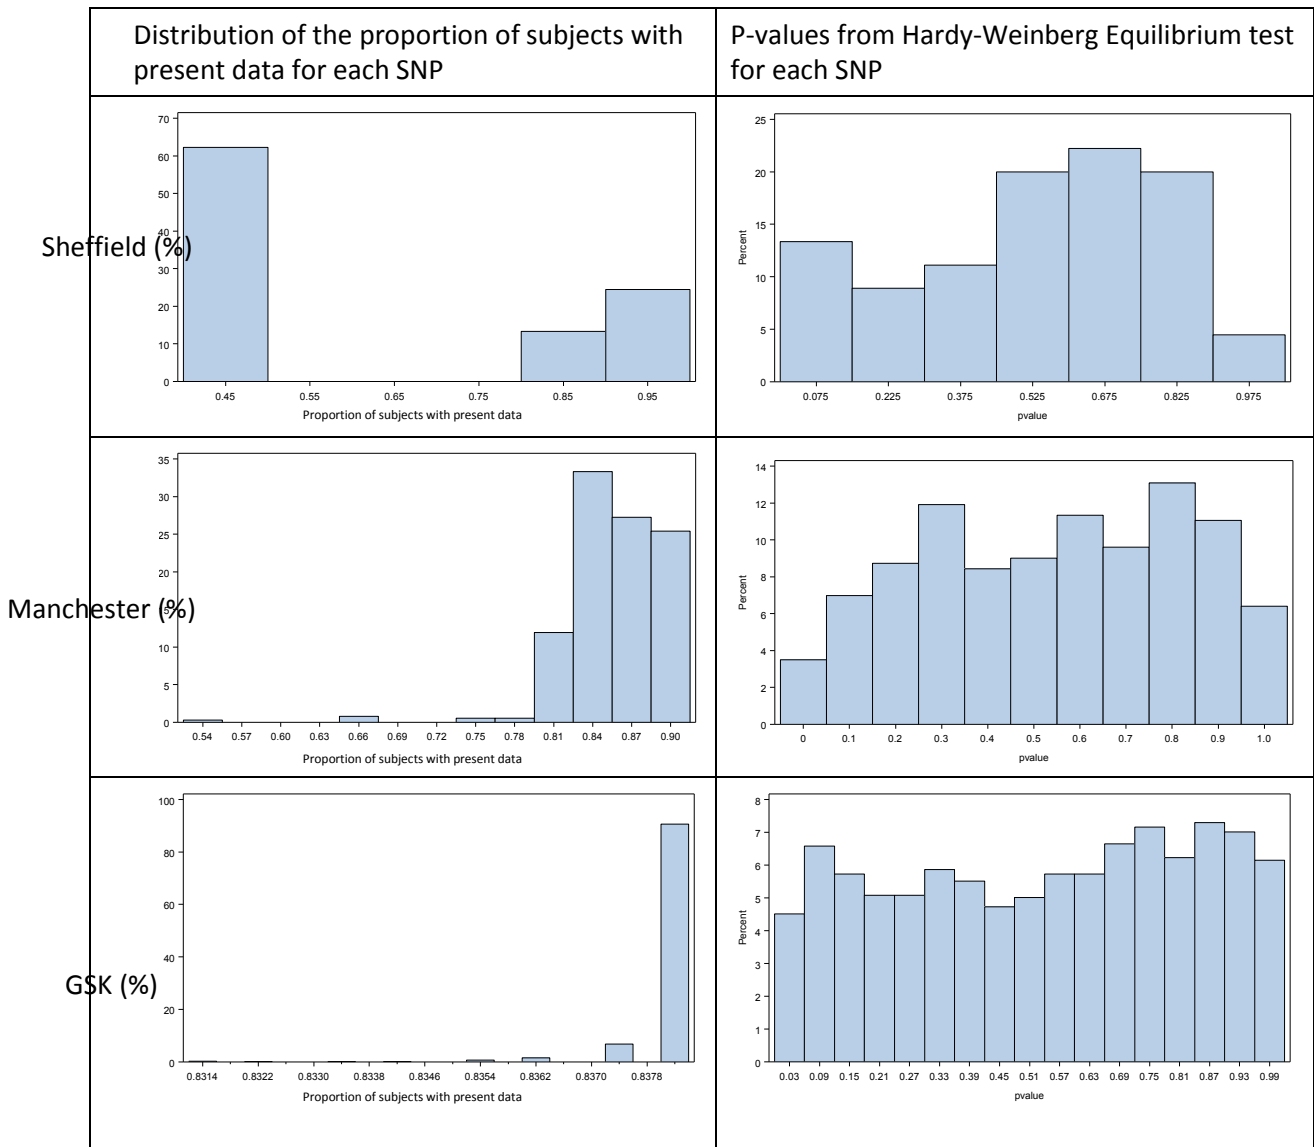 Distribution of the proportion of subjects with
present data for each SNP
P-values from Hardy-Weinberg Equilibrium test
for each SNP
Sheffield (%)
70
60
50
40
30
20
10
0
0.45 0.55 0.65 0.75 0.85 0.95
Proportion of subjects with present data
Percent
25
20
15
10
5
0
0.075 0.225 0.375 0.525 0.675 0.825 0.975
pvalue
Manchester (%)
35
30
25
20
15
10
5
0
0.54 0.57 0.60 0.63 0.66 0.69 0.72 0.75 0.78 0.81 0.84 0.87 0.90
Proportion of subjects with present data
Percent
14
12
10
8
6
4
2
0
0 0.1 0.2 0.3 0.4 0.5 0.6 0.7 0.8 0.9 1.0
pvalue
GSK (%)
100
80
60
40
20
0
0.8314 0.8322 0.8330 0.8338 0.8346 0.8354 0.8362 0.8370 0.8378
Proportion of subjects with present data
Percent
8
7
6
5
4
3
2
1
0
0.03 0.09 0.15 0.21 0.27 0.33 0.39 0.45 0.51 0.57 0.63 0.69 0.75 0.81 0.87 0.93 0.99
pvalue